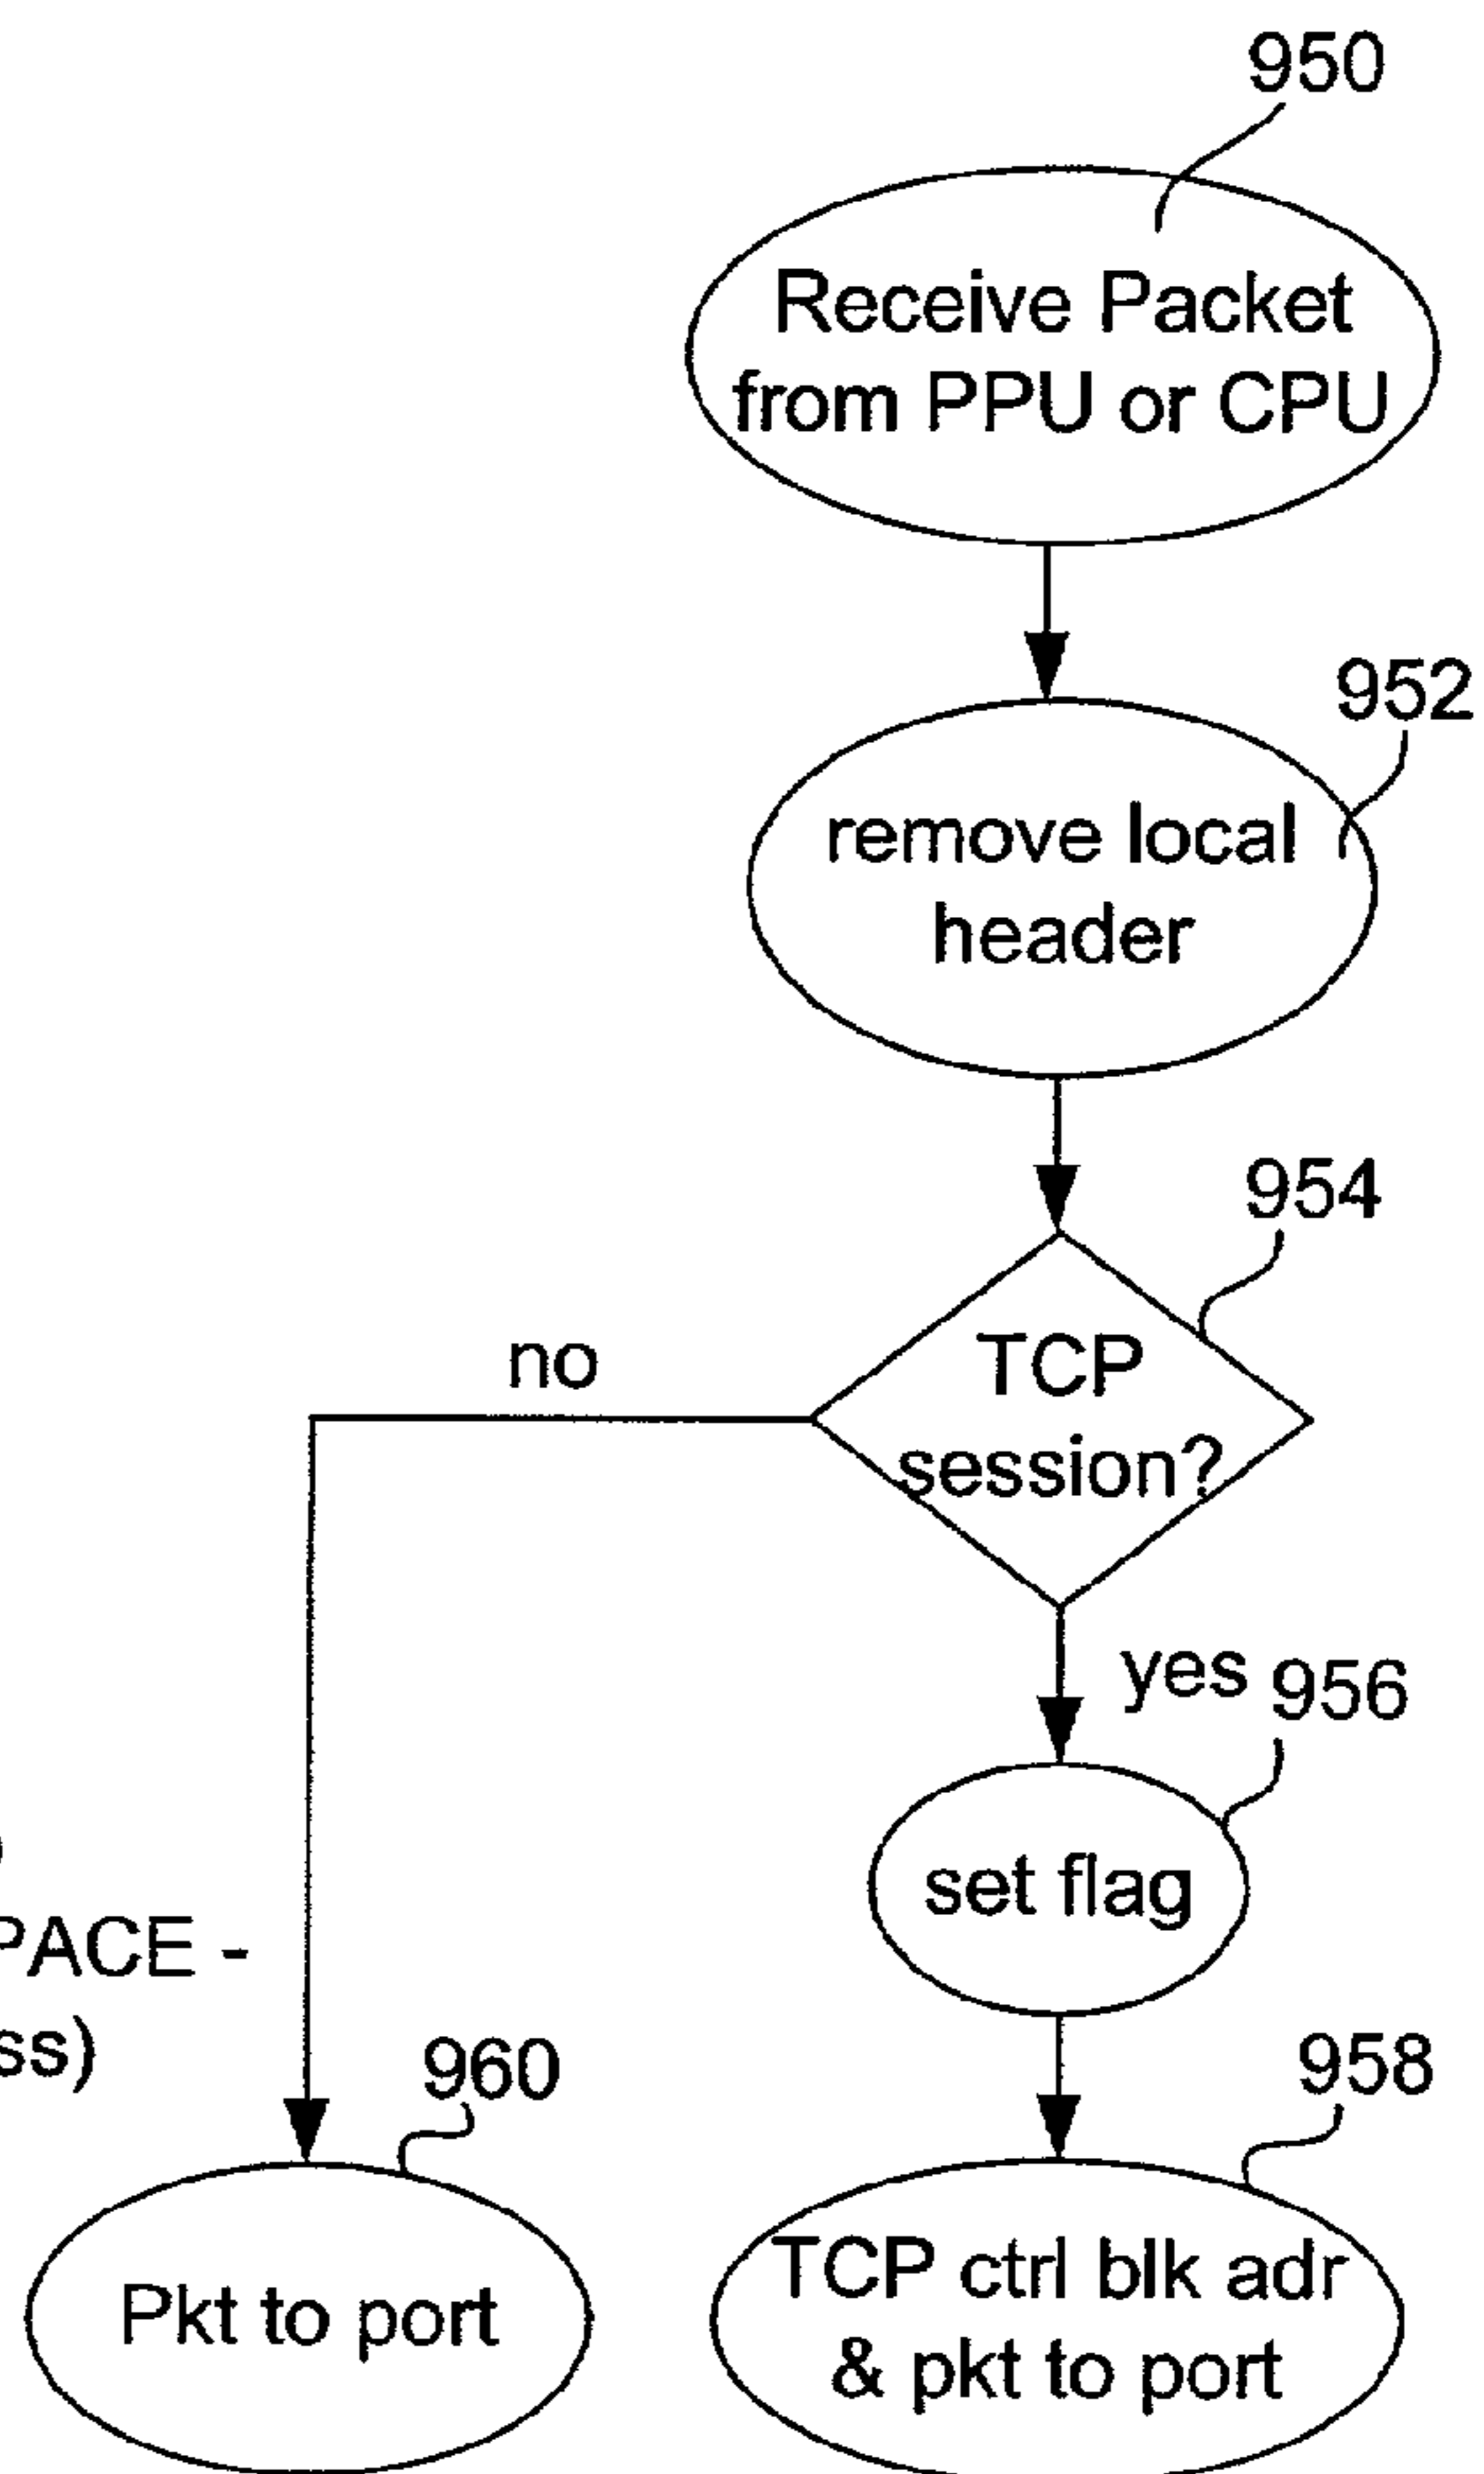 950
Receive Packet
from PPU or CPU
952
remove local
header
954
no
TCP
session?
yes
956
set flag
PACE -
ss)
960
958
Pkt to port
TCP ctrl blk adr
& pkt to port